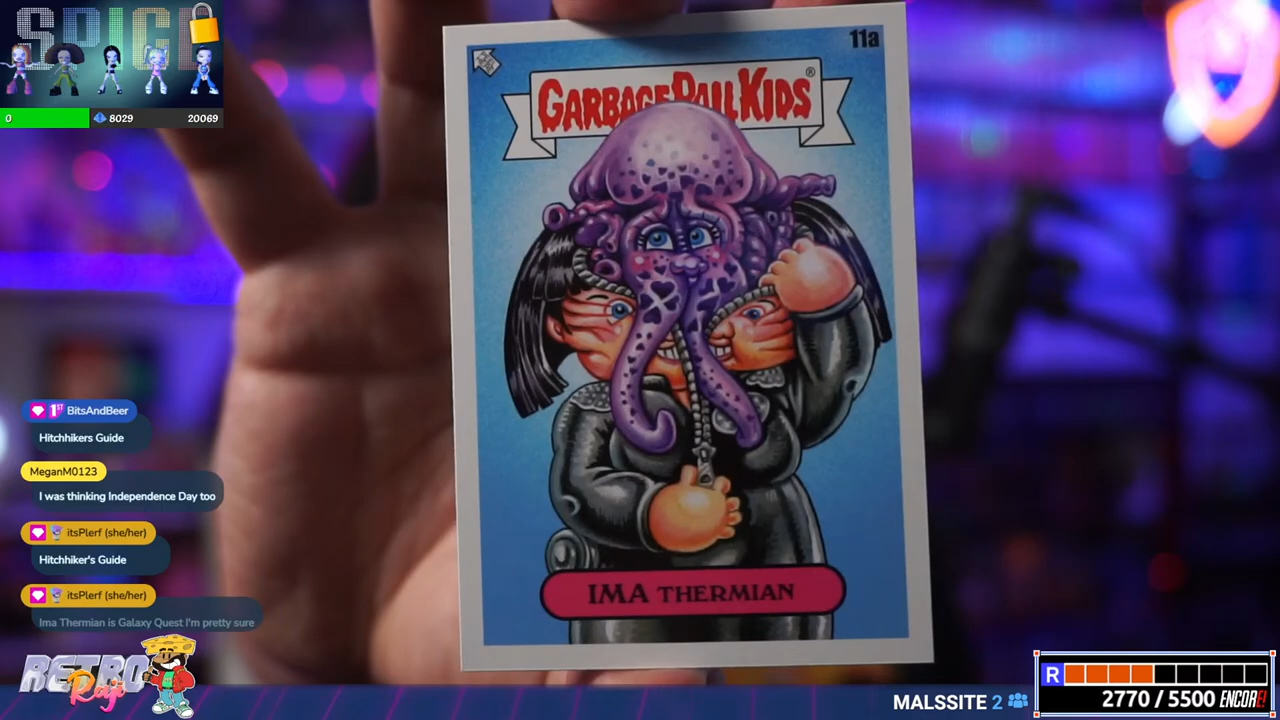 SPICE
0
8029
20069
11a
GARBAGE PAIL KIDS®
1ST BitsAndBeer
Hitchhikers Guide
MeganM0123
I was thinking Independence Day too
itsPlerf (she/her)
Hitchhiker's Guide
itsPlerf (she/her)
Ima Thermian is Galaxy Quest I'm pretty sure
IMA THERMIAN
RETRO
Raj
MALSSITE 2
R
2770 / 5500 ENCORE!